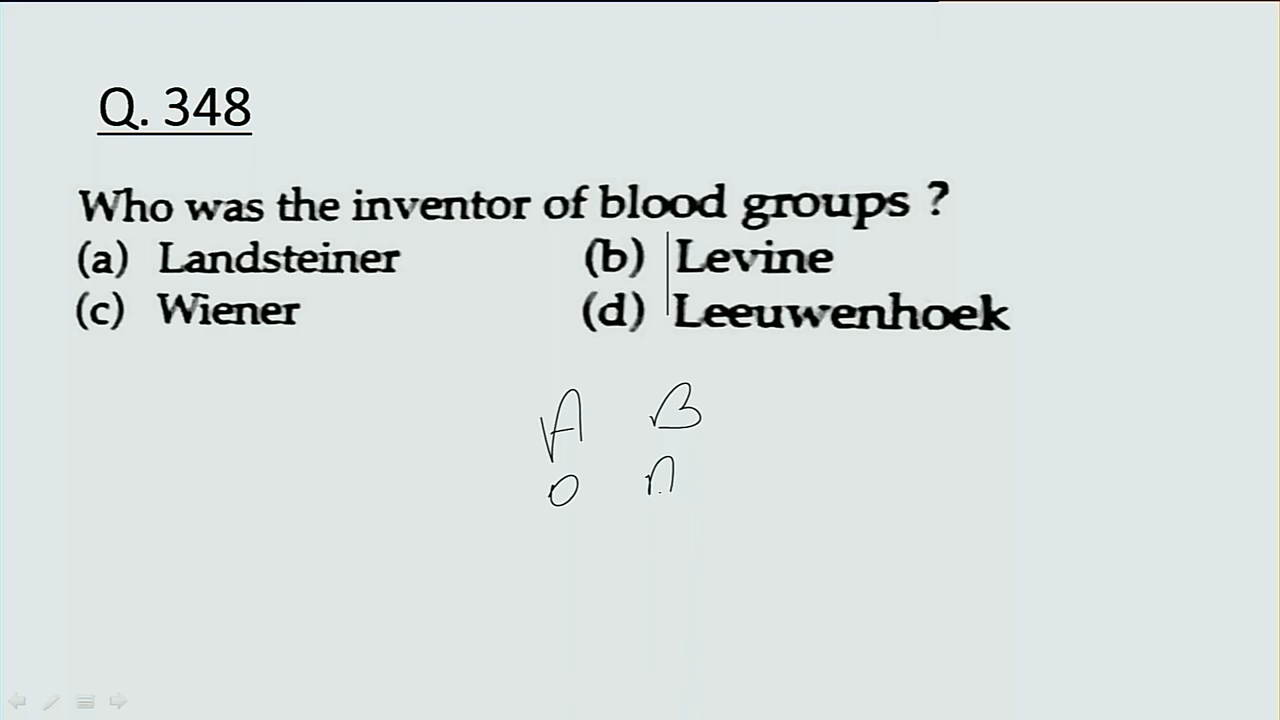 Q. 348
Who was the inventor of blood groups ?
(a) Landsteiner (b) Levine
(c) Wiener (d) Leeuwenhoek
A B
O